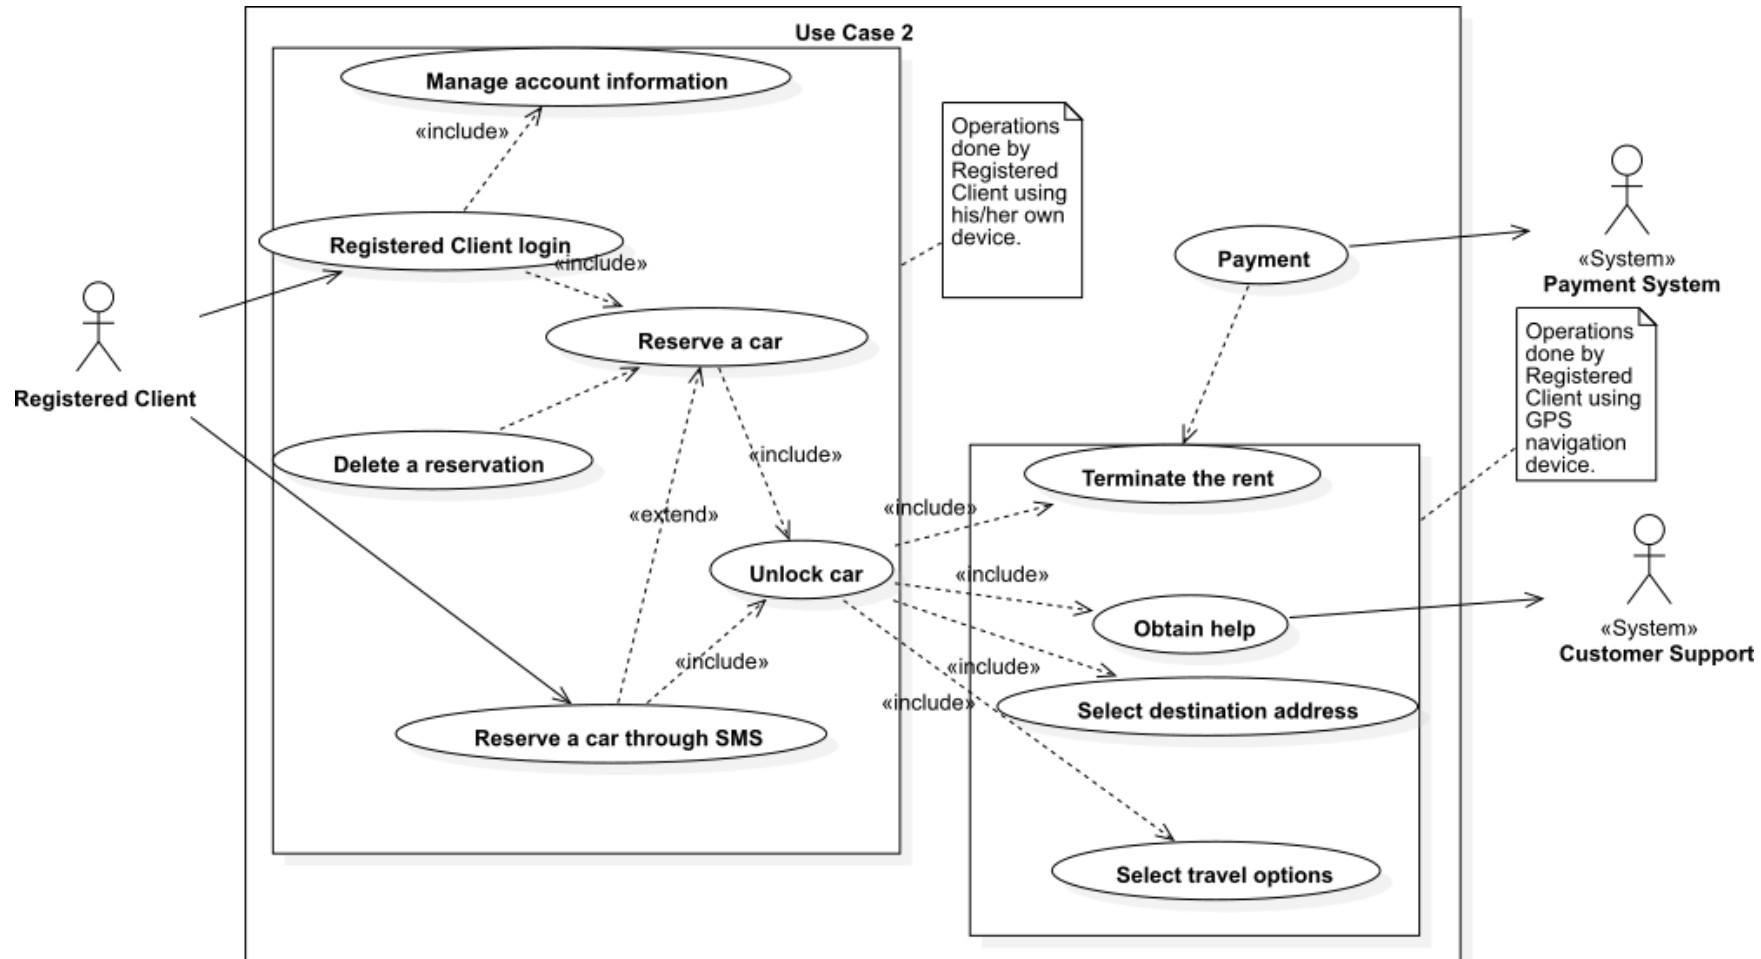 Use Case 2
Manage account information
«include»
Operations
done by
Registered
Client using
his/her own
device.
Registered Client login
«include»
Payment
«System»
Payment System
Reserve a car
Operations
done by
Registered
Client using
GPS
navigation
device.
Registered Client
Delete a reservation
«include»
Terminate the rent
«extend»
«include»
Unlock car
«include»
Obtain help
«System»
Customer Support
«include»
«include»
«include»
Select destination address
Reserve a car through SMS
Select travel options